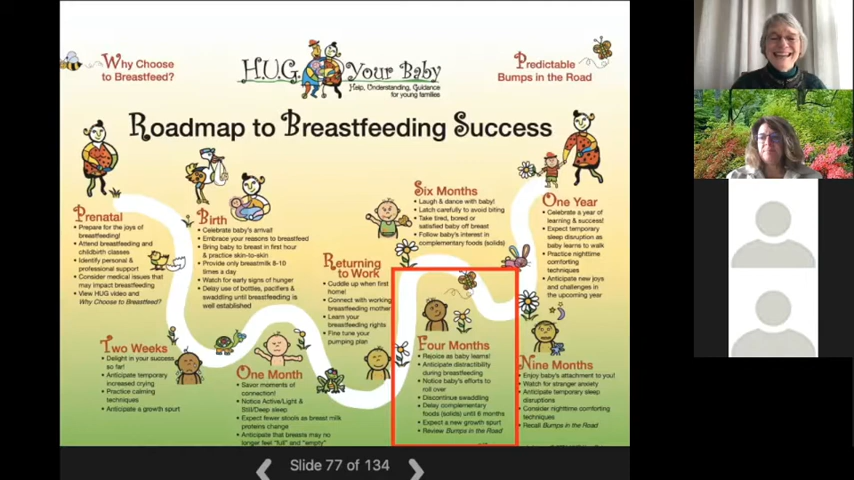 Why Choose
to Breastfeed?
H.U.G. Your Baby
Help, Understanding, Guidance
for young families
Predictable
Bumps in the Road
Roadmap to Breastfeeding Success
Prenatal
• Prepare for the joys of
breastfeeding!
• Attend breastfeeding and
childbirth classes
• Identify personal &
professional support
• Consider medical issues that
may impact breastfeeding
• View HUG video and
Why Choose to Breastfeed?
Birth
• Celebrate baby's arrival!
• Embrace your reasons to breastfeed
• Bring baby to breast in first hour
& practice skin-to-skin
• Provide only breastmilk 8-10
times a day
• Watch for early signs of hunger
• Delay use of bottles, pacifiers &
swaddling until breastfeeding is
well established
Two Weeks
• Delight in your success
so far!
• Anticipate temporary
increased crying
• Practice calming
techniques
• Anticipate a growth spurt
One Month
• Savor moments of
connection!
• Notice Active/Light &
Still/Deep sleep
• Expect fewer stools as breast milk
proteins change
• Anticipate that breasts may no
longer feel "full" and "empty"
Returning
to Work
• Cuddle up when first
home!
• Connect with working
breastfeeding mothers
• Learn your
breastfeeding rights
• Fine tune your
pumping plan
Four Months
• Rejoice as baby learns!
• Anticipate distractibility
during breastfeeding
• Notice baby's efforts to
roll over
• Discontinue swaddling
• Delay complementary
foods (solids) until 6 months
• Expect a new growth spurt
• Review Bumps in the Road
Six Months
• Laugh & dance with baby!
• Latch carefully to avoid biting
• Take tired, bored or
satisfied baby off breast
• Follow baby's interest in
complementary foods (solids)
Nine Months
• Enjoy baby's attachment to you!
• Watch for stranger anxiety
• Anticipate temporary sleep
disruptions
• Consider nighttime comforting
techniques
• Recall Bumps in the Road
One Year
• Celebrate a year of
learning & success!
• Expect temporary
sleep disruption as
baby learns to walk
• Practice nighttime
comforting
techniques
• Anticipate new joys
and challenges in
the upcoming year
Slide 77 of 134